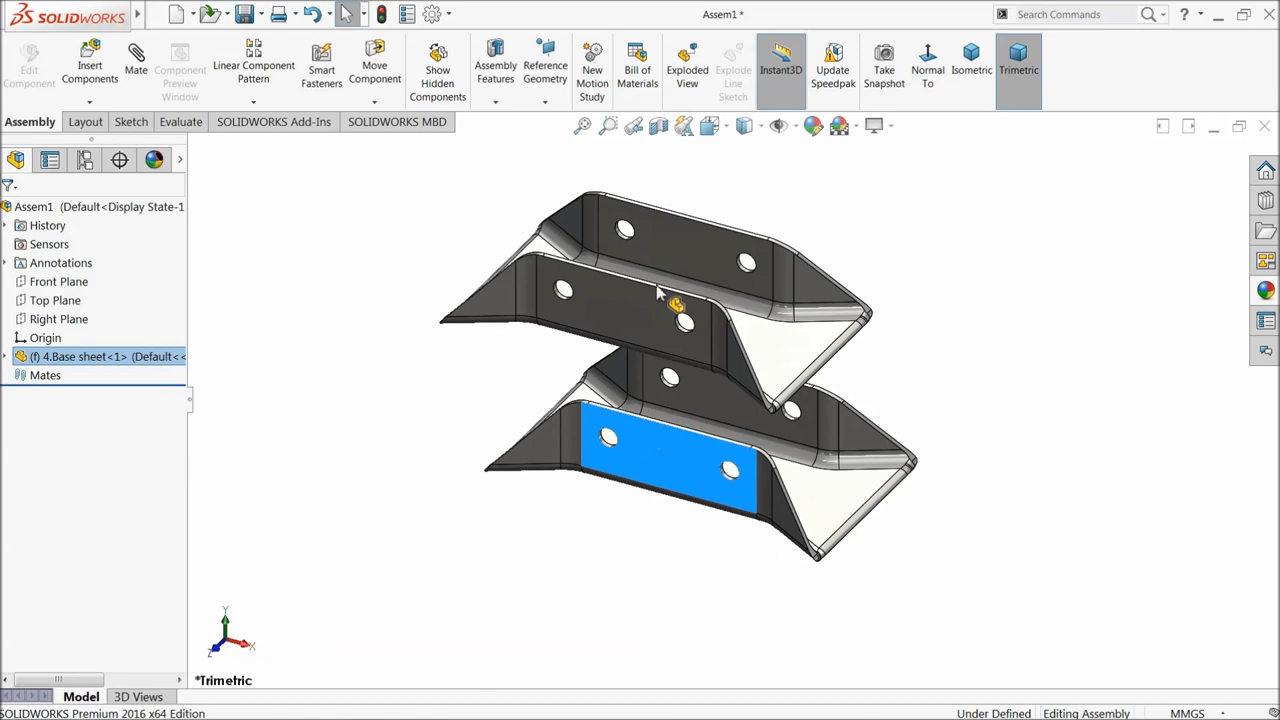 SOLIDWORKS
Assem1 *
Search Commands
?
Edit
Component
Insert
Components
Mate
Component
Preview
Window
Linear Component
Pattern
Smart
Fasteners
Move
Component
Show
Hidden
Components
Assembly
Features
Reference
Geometry
New
Motion
Study
Bill of
Materials
Exploded
View
Explode
Line
Sketch
Instant3D
Update
Speedpak
Take
Snapshot
Normal
To
Isometric
Trimetric
Assembly
Layout
Sketch
Evaluate
SOLIDWORKS Add-Ins
SOLIDWORKS MBD
Assem1 (Default<Display State-1
History
Sensors
Annotations
Front Plane
Top Plane
Right Plane
Origin
(f) 4.Base sheet<1> (Default<<
Mates
Y
X
Z
*Trimetric
Model
3D Views
SOLIDWORKS Premium 2016 x64 Edition
Under Defined
Editing Assembly
MMGS